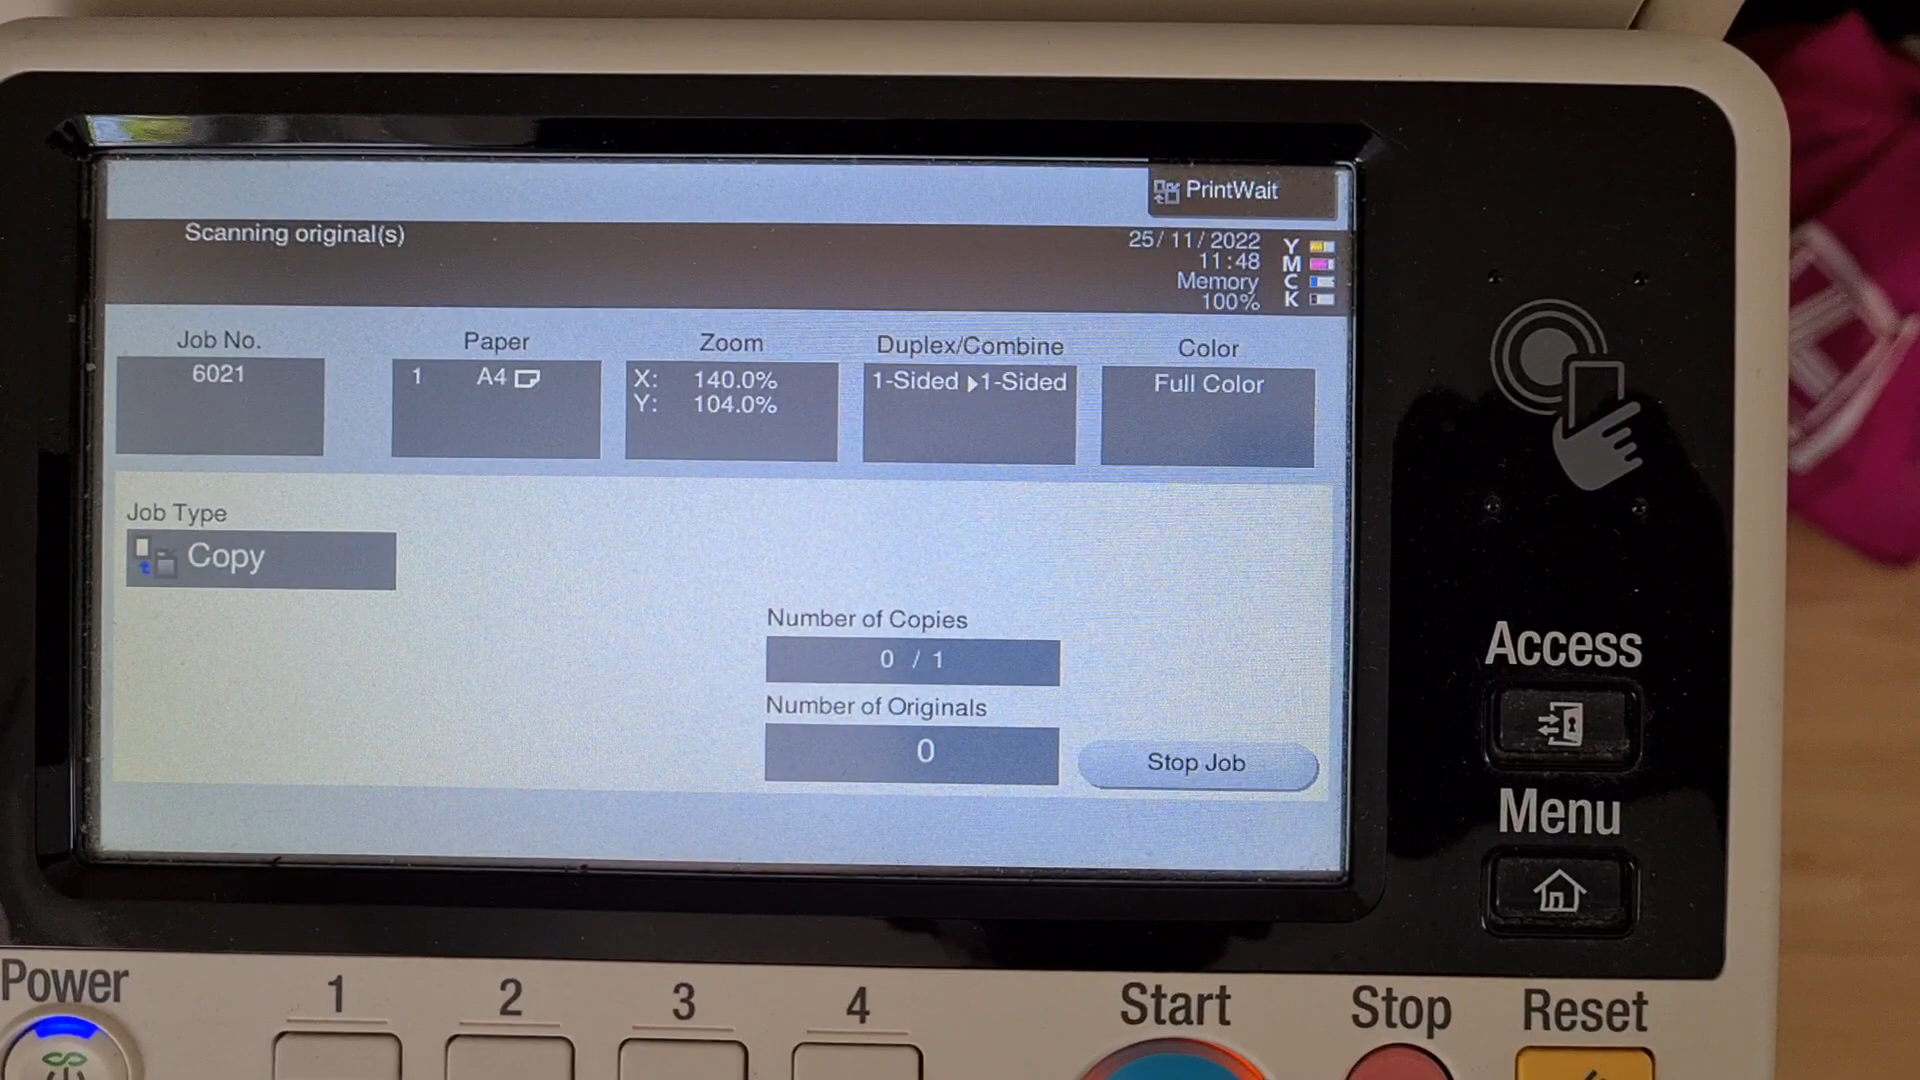 PrintWait
Scanning original(s)
25/11/2022
11:48
Memory
100%
Y
M
C
K
Job No.
6021
Paper
1 A4
Zoom
X: 140.0%
Y: 104.0%
Duplex/Combine
1-Sided ▶1-Sided
Color
Full Color
Job Type
Copy
Number of Copies
0 / 1
Number of Originals
0
Stop Job
Access
Menu
Power
1
2
3
4
Start
Stop
Reset